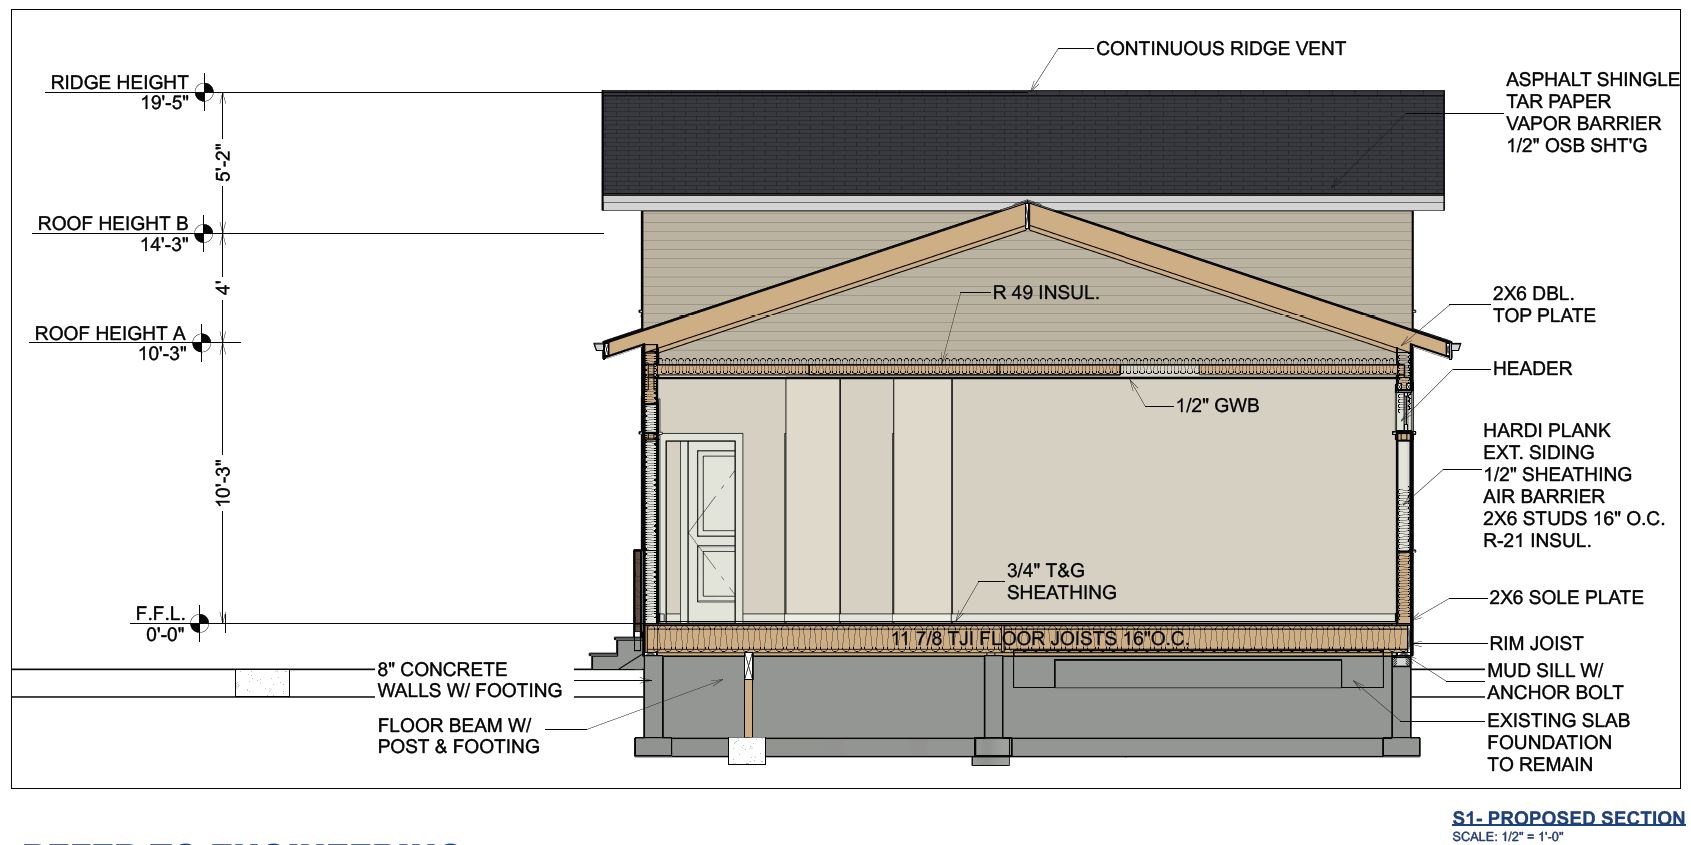 CONTINUOUS RIDGE VENT
RIDGE HEIGHT
19'-5"
ASPHALT SHINGLE
TAR PAPER
VAPOR BARRIER
1/2" OSB SHT'G
5'-2"
ROOF HEIGHT B
14'-3"
4'
R 49 INSUL.
2X6 DBL.
TOP PLATE
ROOF HEIGHT A
10'-3"
HEADER
1/2" GWB
HARDI PLANK
EXT. SIDING
1/2" SHEATHING
AIR BARRIER
2X6 STUDS 16" O.C.
R-21 INSUL.
10'-3"
3/4" T&G
SHEATHING
2X6 SOLE PLATE
F.F.L.
0'-0"
11 7/8 TJI FLOOR JOISTS 16"O.C.
RIM JOIST
8" CONCRETE
WALLS W/ FOOTING
MUD SILL W/
ANCHOR BOLT
FLOOR BEAM W/
POST & FOOTING
EXISTING SLAB
FOUNDATION
TO REMAIN
S1- PROPOSED SECTION
SCALE: 1/2" = 1'-0"
REFER TO ENGINEERING